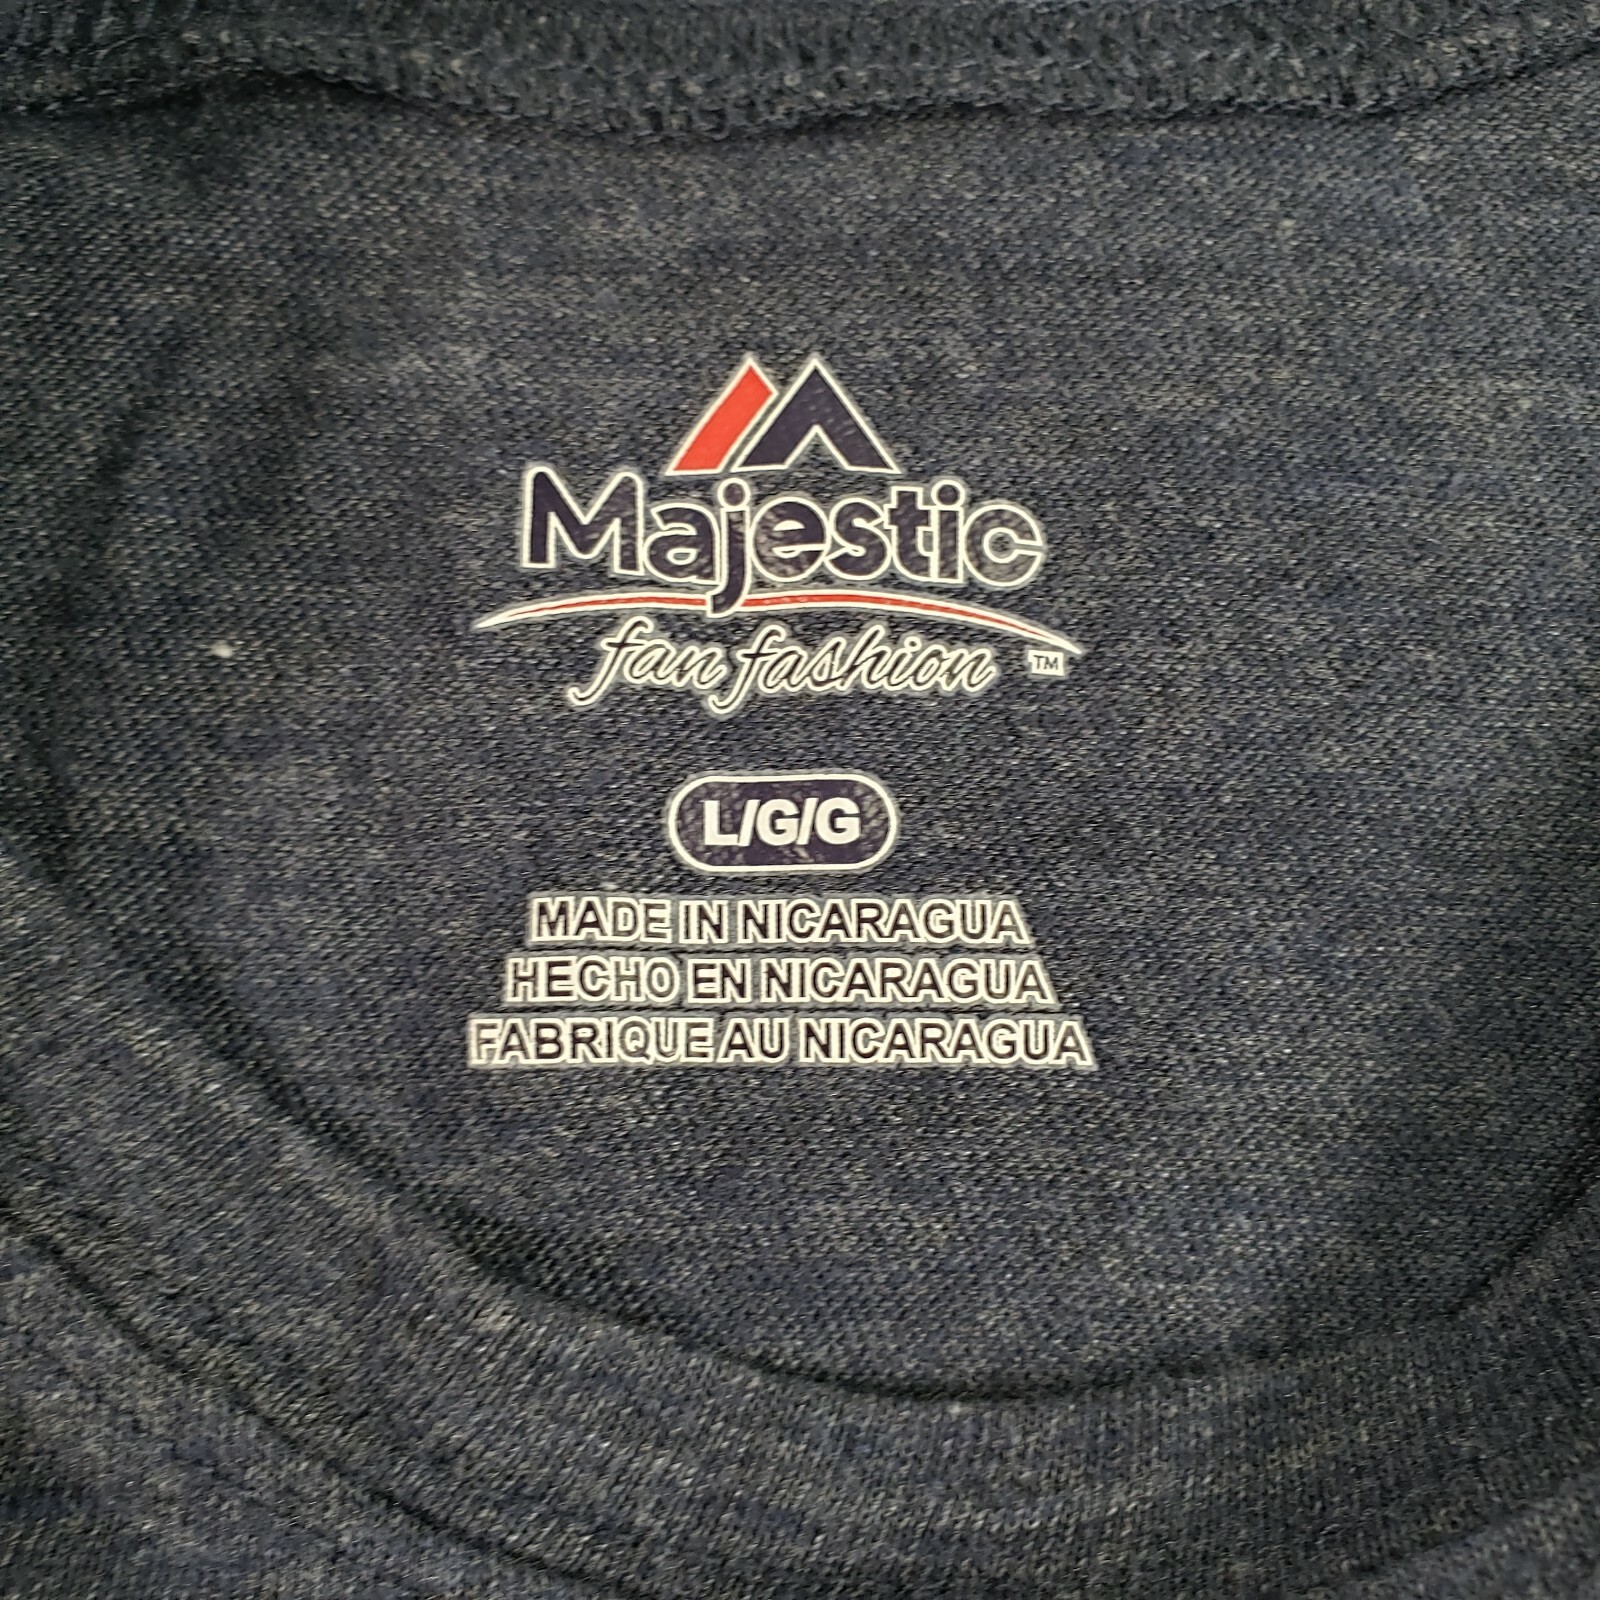 Majestic
fan fashion ™
L/G/G
MADE IN NICARAGUA
HECHO EN NICARAGUA
FABRIQUE AU NICARAGUA